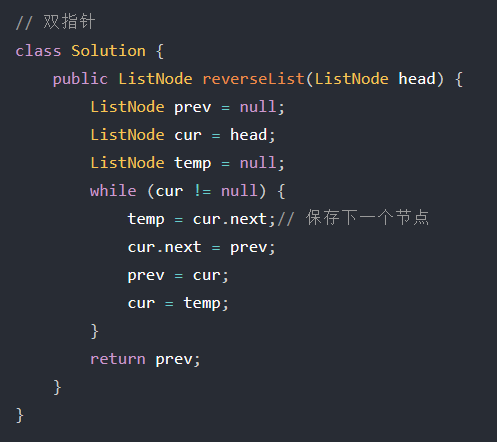 // 双指针
class Solution {
    public ListNode reverseList(ListNode head) {
        ListNode prev = null;
        ListNode cur = head;
        ListNode temp = null;
        while (cur != null) {
            temp = cur.next;// 保存下一个节点
            cur.next = prev;
            prev = cur;
            cur = temp;
        }
        return prev;
    }
}